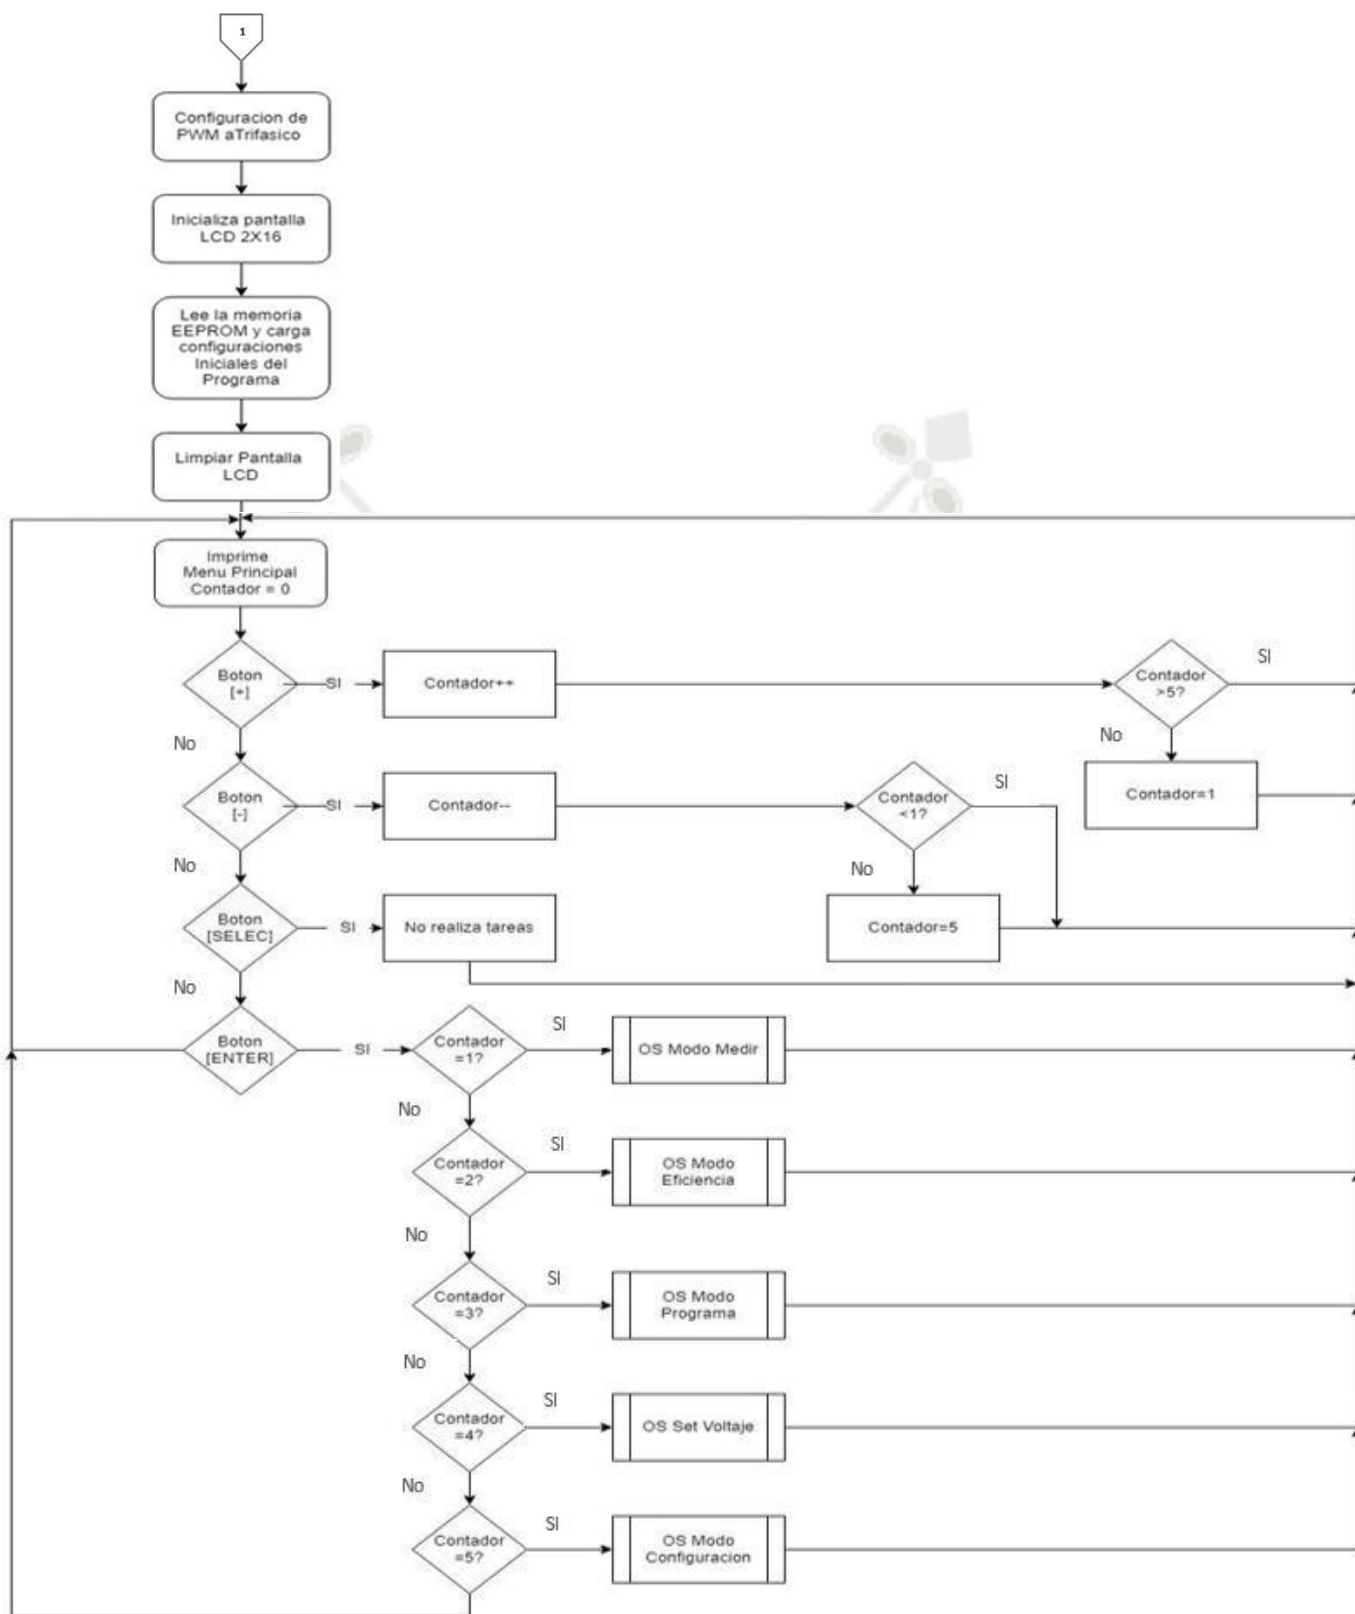 1
Configuracion de
PWM aTrifasico
Inicializa pantalla
LCD 2X16
Lee la memoria
EEPROM y carga
configuraciones
Iniciales del
Programa
Limpiar Pantalla
LCD
Imprime
Menu Principal
Contador = 0
Boton
[+]
SI
Contador++
Contador
>5?
SI
No
Contador=1
No
Boton
[-]
SI
Contador--
Contador
<1?
SI
No
Contador=5
No
Boton
[SELEC]
SI
No realiza tareas
No
Boton
[ENTER]
SI
Contador
=1?
SI
OS Modo Medir
No
Contador
=2?
SI
OS Modo
Eficiencia
No
Contador
=3?
SI
OS Modo
Programa
No
Contador
=4?
SI
OS Set Voltaje
No
Contador
=5?
SI
OS Modo
Configuracion